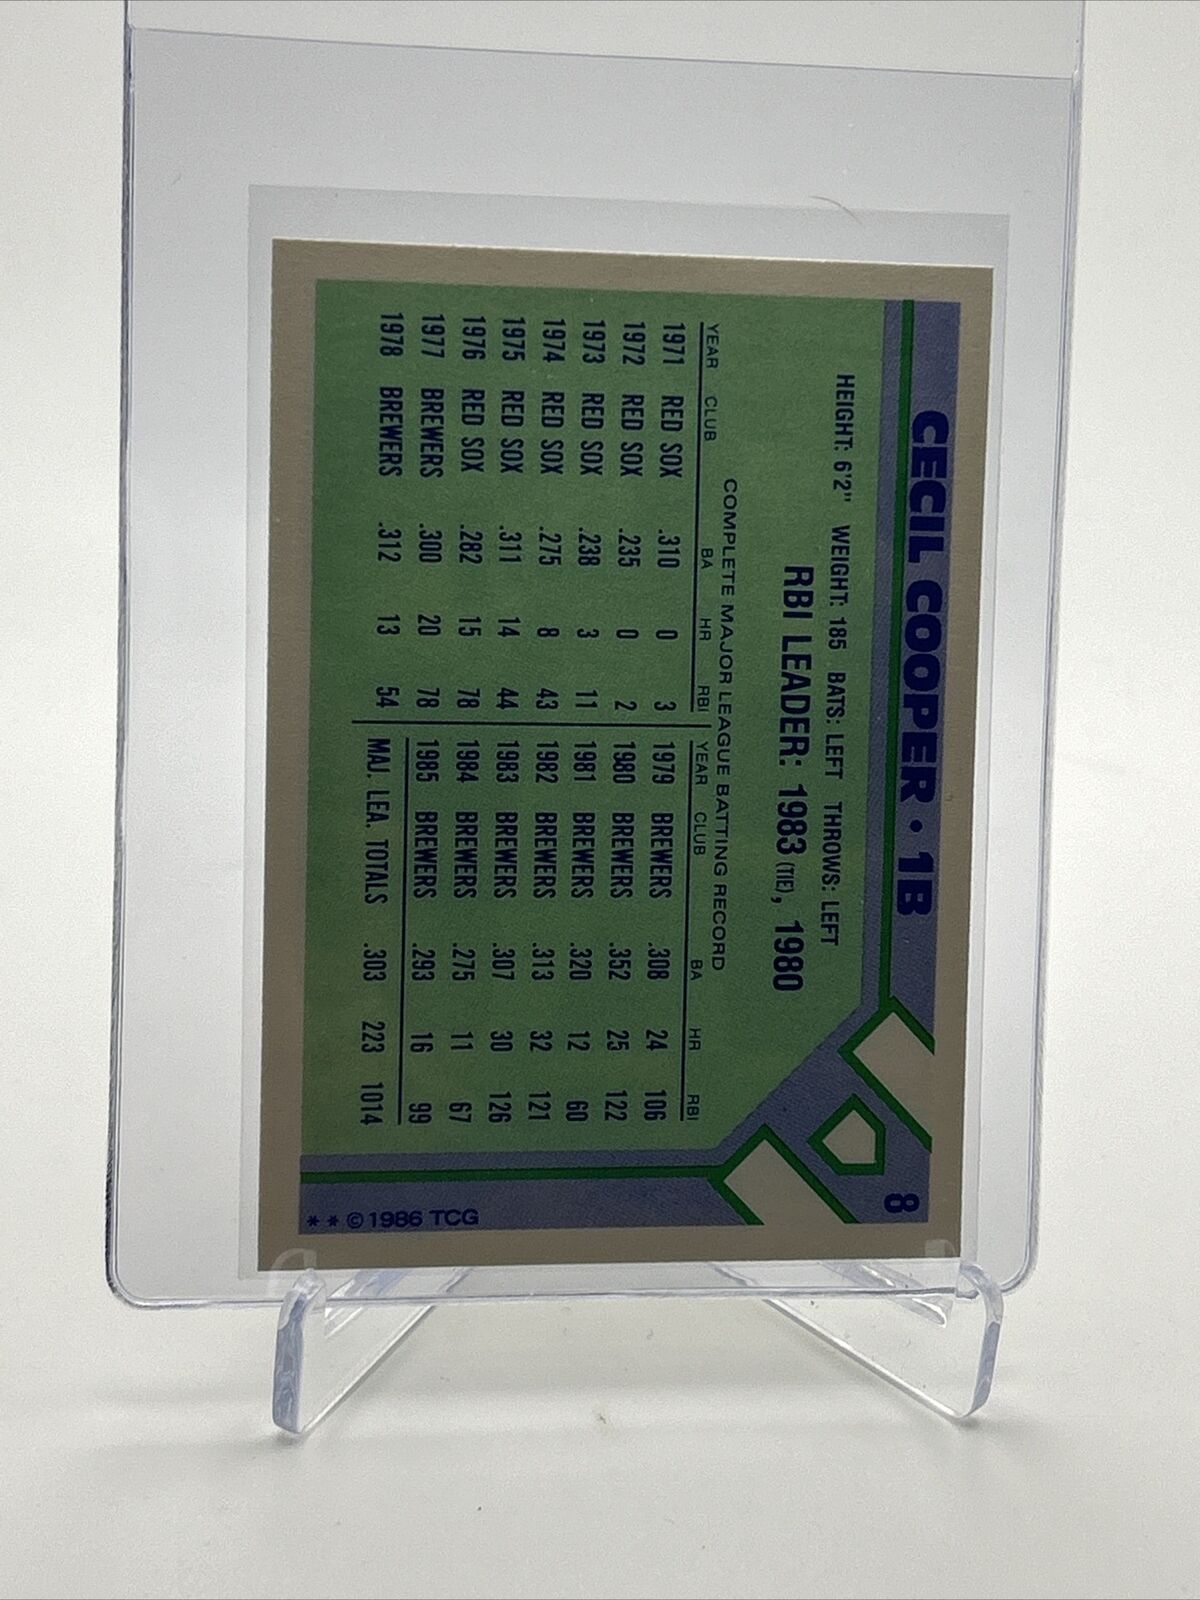 CECIL COOPER • 1B
8
HEIGHT: 6'2" WEIGHT: 185 BATS: LEFT THROWS: LEFT
RBI LEADER: 1983 (TIE), 1980
COMPLETE MAJOR LEAGUE BATTING RECORD
YEAR CLUB BA HR RBI
1971 RED SOX .310 0 3
1972 RED SOX .235 0 2
1973 RED SOX .238 3 11
1974 RED SOX .275 8 43
1975 RED SOX .311 14 44
1976 RED SOX .282 15 78
1977 BREWERS .300 20 78
1978 BREWERS .312 13 54
YEAR CLUB BA HR RBI
1979 BREWERS .308 24 106
1980 BREWERS .352 25 122
1981 BREWERS .320 12 60
1982 BREWERS .313 32 121
1983 BREWERS .307 30 126
1984 BREWERS .275 11 67
1985 BREWERS .293 16 99
MAJ. LEA. TOTALS .303 223 1014
* * © 1986 TCG